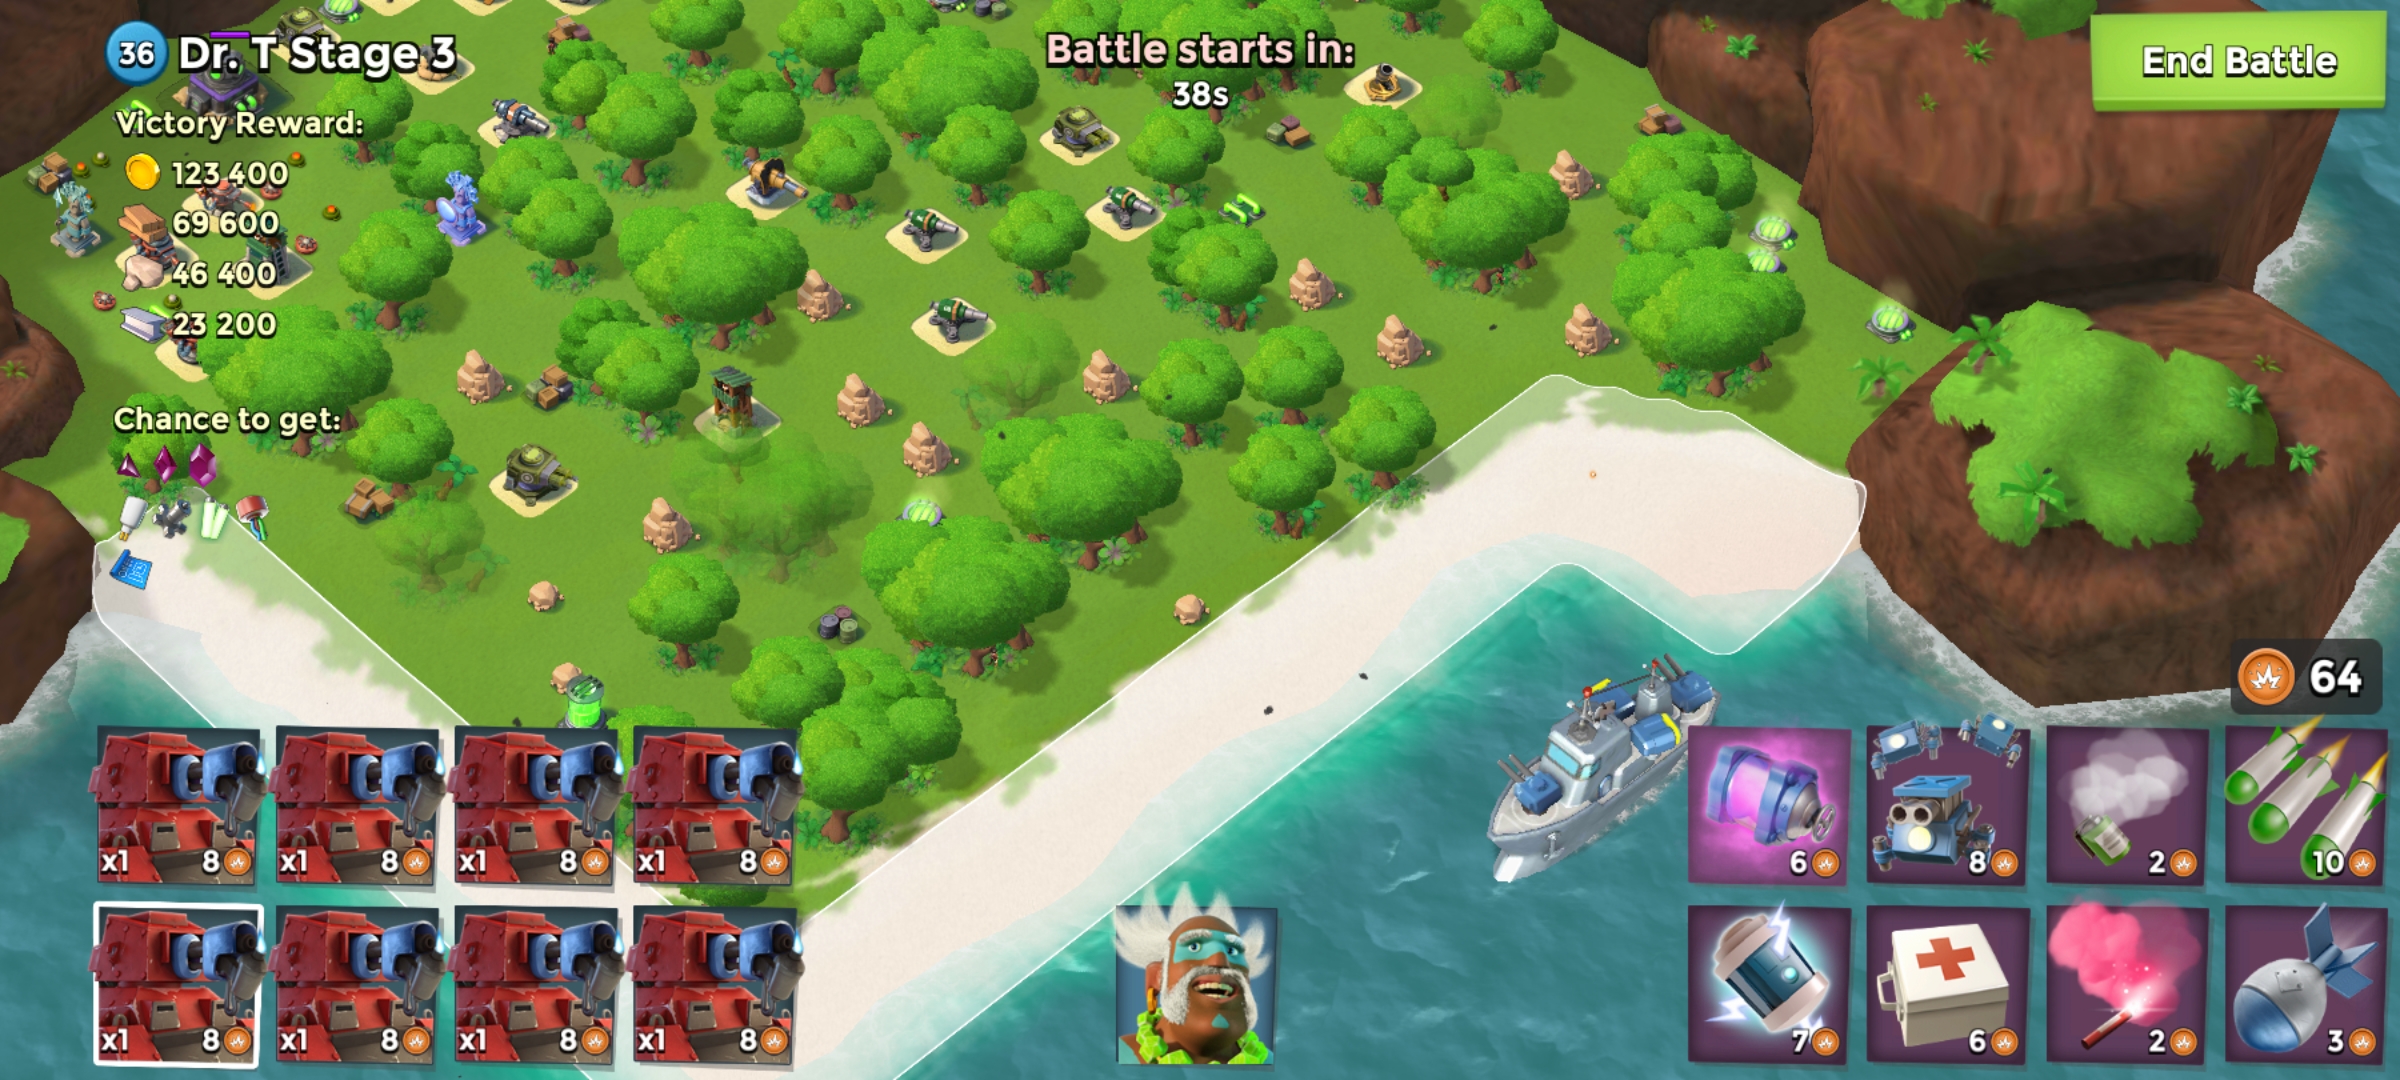 36 Dr. T Stage 3
Victory Reward:
123 400
69 600
46 400
23 200
Chance to get:
Battle starts in:
38s
End Battle
64
x1 8 x1 8 x1 8 x1 8
x1 8 x1 8 x1 8 x1 8
6 8 2 10
7 6 2 3